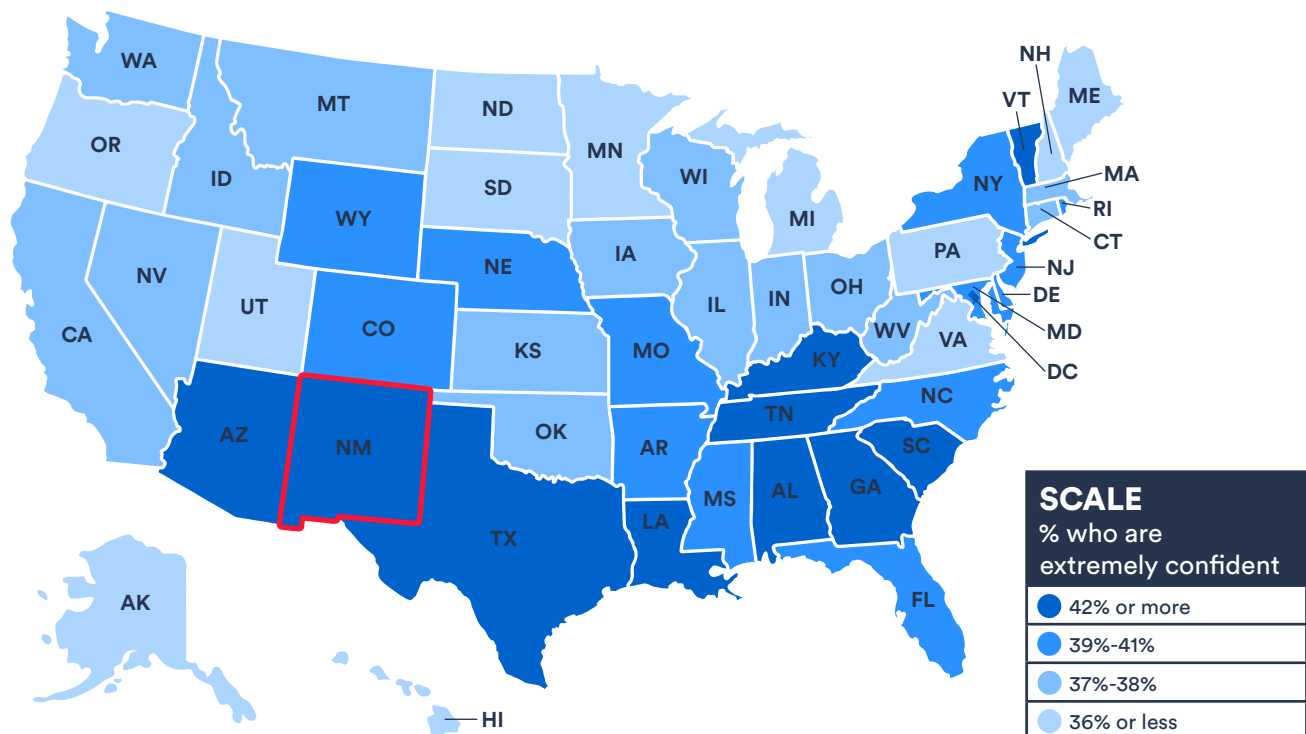 NH
WA
ME
VT
MT
ND
OR
MN
MA
ID
WI
NY
SD
RI
MI
WY
CT
PA
IA
NE
NJ
NV
OH
DE
UT
IL
IN
CO
MD
CA
WV
VA
KS
MO
KY
DC
NC
TN
AZ
OK
NM
AR
SC
GA
AL
MS
LA
TX
SCALE
% who are
extremely confident
AK
FL
42% or more
39%-41%
37%-38%
HI
36% or less